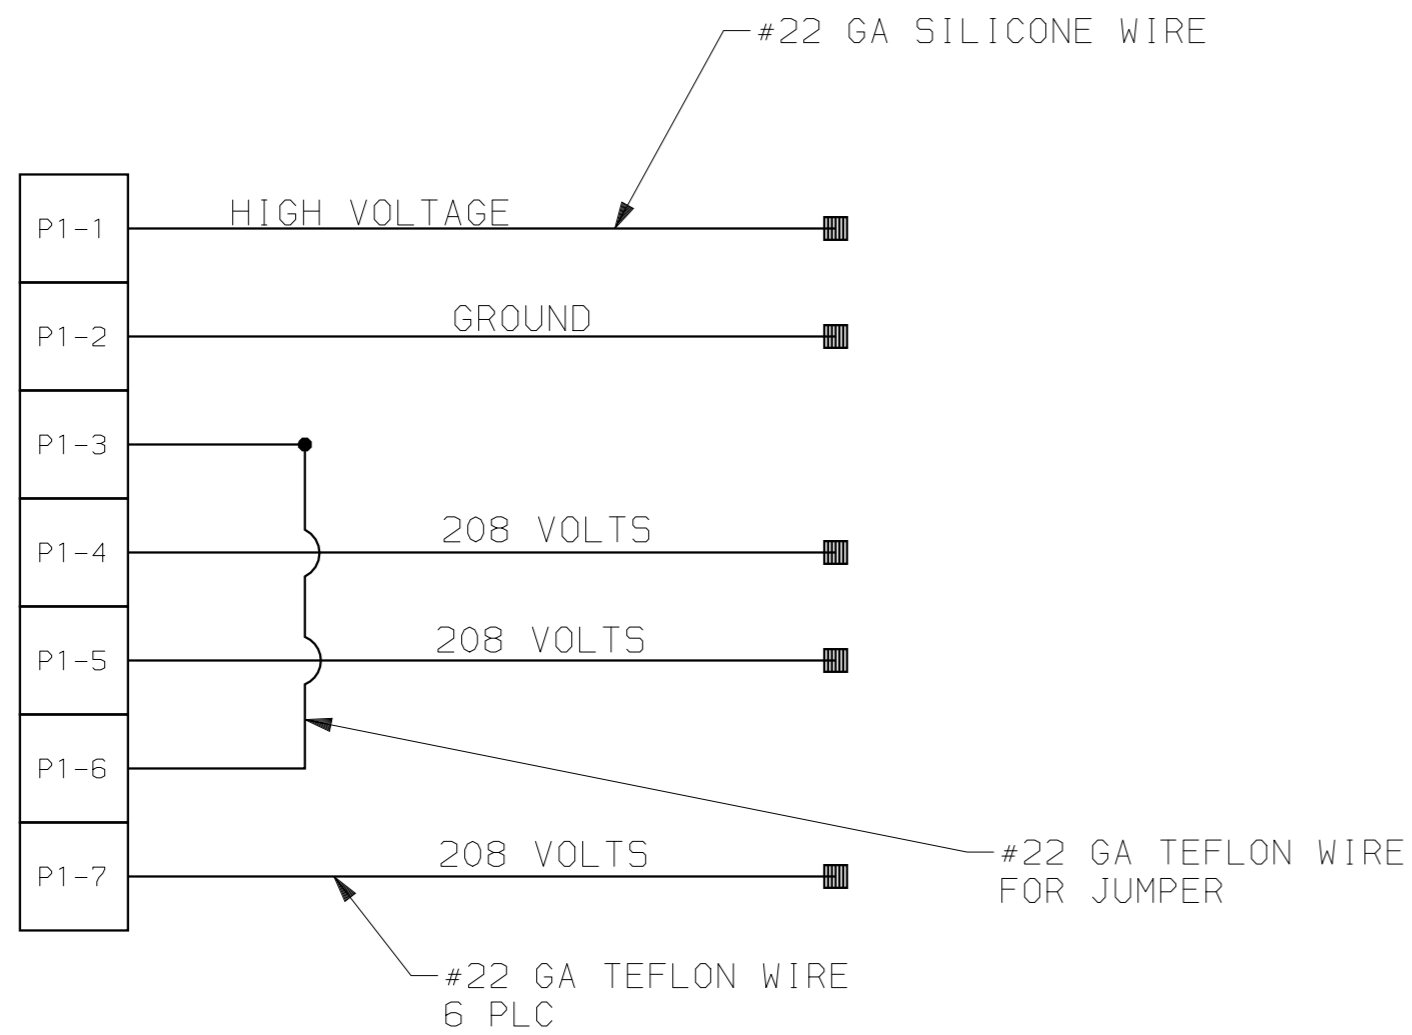 #22 GA SILICONE WIRE
P1-1
HIGH VOLTAGE
P1-2
GROUND
P1-3
P1-4
208 VOLTS
P1-5
208 VOLTS
P1-6
P1-7
208 VOLTS
#22 GA TEFLON WIRE
FOR JUMPER
#22 GA TEFLON WIRE
6 PLC